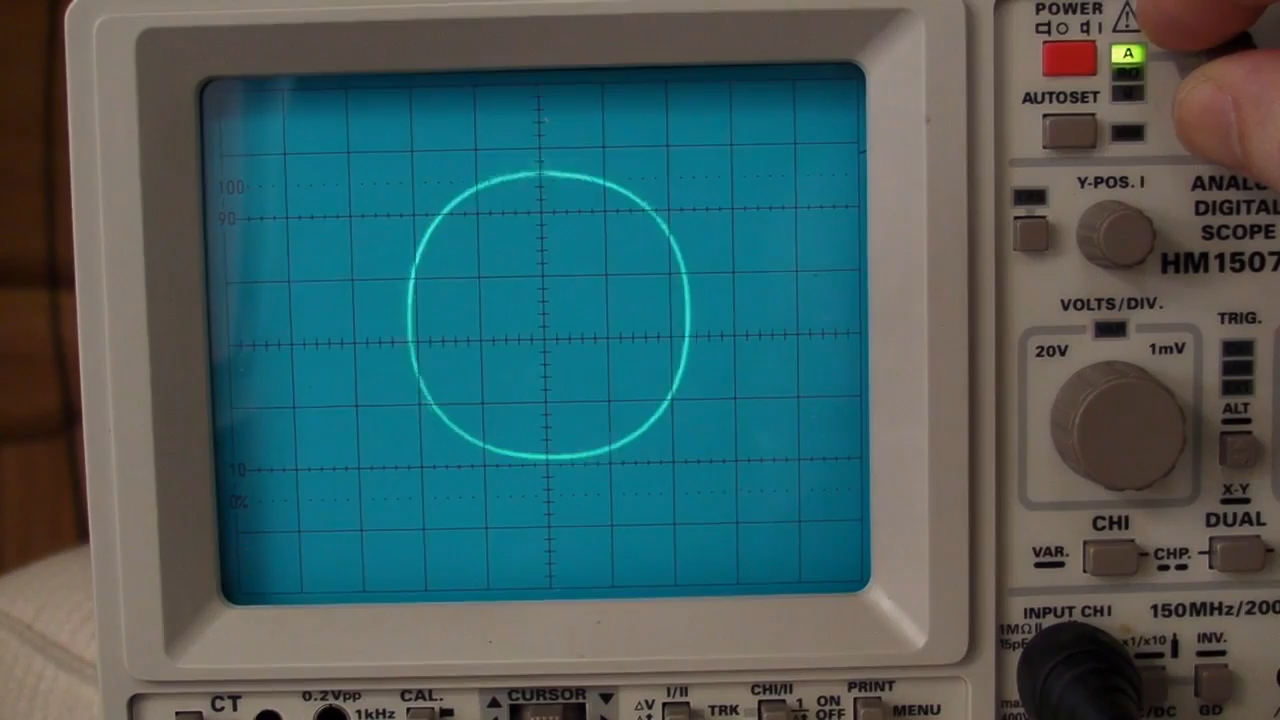 POWER
A
AUTOSET
100
90
10
0%
Y-POS. I
ANALO
DIGITAL
SCOPE
HM1507
VOLTS/DIV.
TRIG.
20V
1mV
ALT
X-Y
CHI
DUAL
VAR.
CHP.
INPUT CHI
150MHz/200
1MΩII
15pF
x1/x10
INV.
GD
CT
0.2Vpp
1kHz
CAL.
CURSOR
ΔV
I/II
TRK
CHI/II
ON
OFF
PRINT
MENU